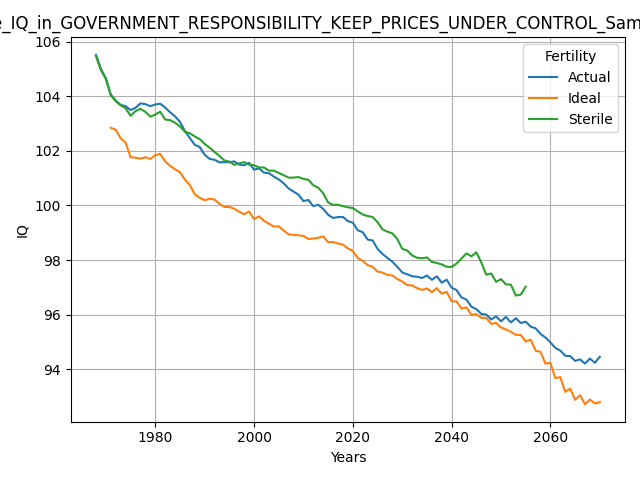 e_IQ_in_GOVERNMENT_RESPONSIBILITY_KEEP_PRICES_UNDER_CONTROL_Sam
106
104
102
100
98
96
94
IQ
Fertility
Actual
Ideal
Sterile
1980
2000
2020
2040
2060
Years